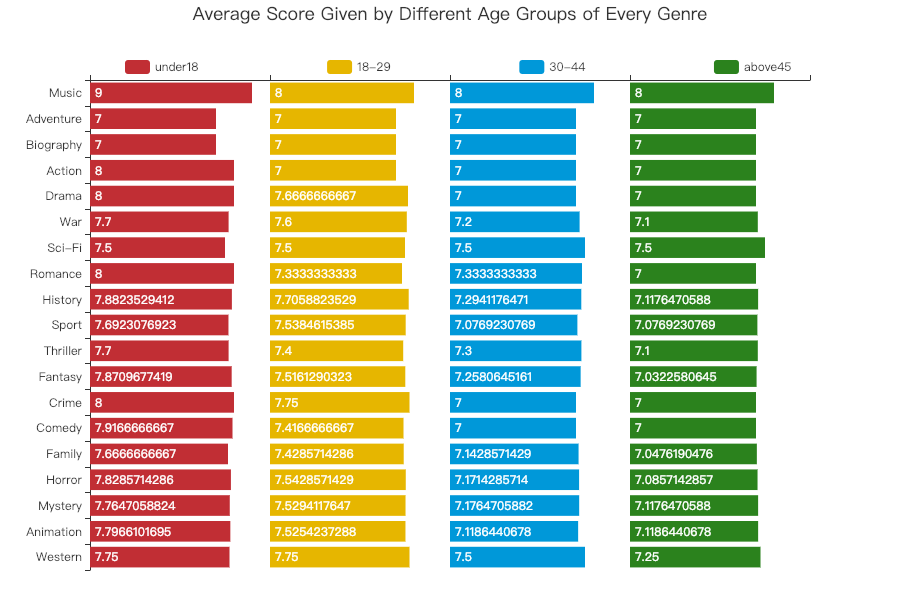 Average Score Given by Different Age Groups of Every Genre
under18 18-29 30-44 above45
Music 9 8 8 8
Adventure 7 7 7 7
Biography 7 7 7 7
Action 8 7 7 7
Drama 8 7.6666666667 7 7
War 7.7 7.6 7.2 7.1
Sci-Fi 7.5 7.5 7.5 7.5
Romance 8 7.3333333333 7.3333333333 7
History 7.8823529412 7.7058823529 7.2941176471 7.1176470588
Sport 7.6923076923 7.5384615385 7.0769230769 7.0769230769
Thriller 7.7 7.4 7.3 7.1
Fantasy 7.8709677419 7.5161290323 7.2580645161 7.0322580645
Crime 8 7.75 7 7
Comedy 7.9166666667 7.4166666667 7 7
Family 7.6666666667 7.4285714286 7.1428571429 7.0476190476
Horror 7.8285714286 7.5428571429 7.1714285714 7.0857142857
Mystery 7.7647058824 7.5294117647 7.1764705882 7.1176470588
Animation 7.7966101695 7.5254237288 7.1186440678 7.1186440678
Western 7.75 7.75 7.5 7.25